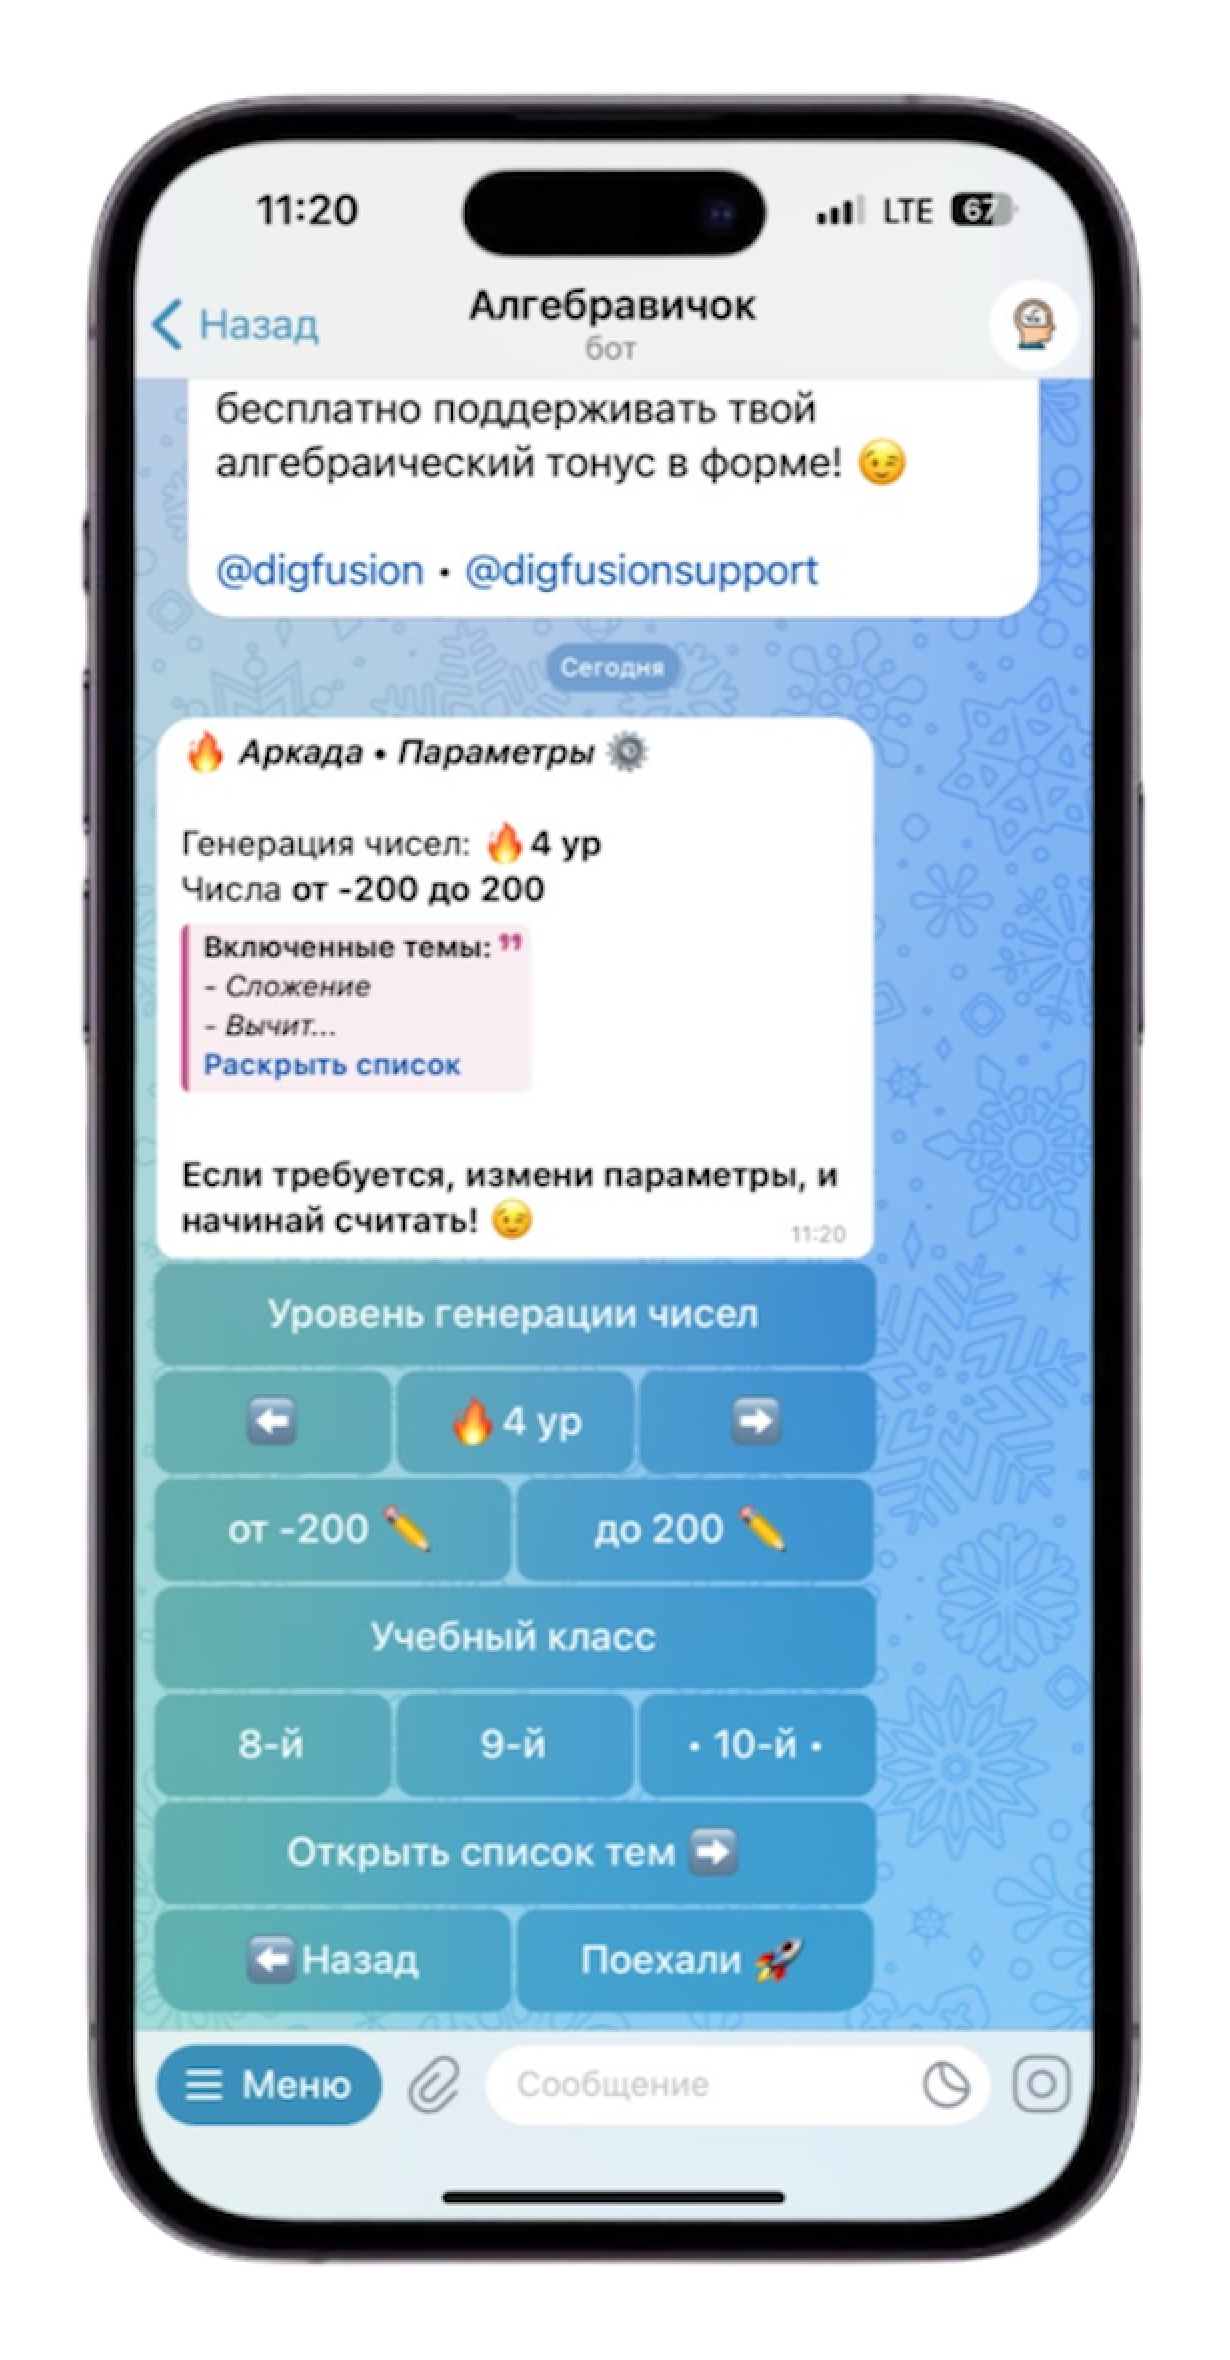 11:20
LTE 67
Назад
Алгебравичок
бот
бесплатно поддерживать твой
алгебраический тонус в форме! 😉
@digfusion • @digfusionsupport
Сегодня
🔥 Аркада • Параметры ⚙️
Генерация чисел: 🔥4 ур
Числа от -200 до 200
Включенные темы:
- Сложение
- Вычит...
Раскрыть список
Если требуется, измени параметры, и
начинай считать! 😉
11:20
Уровень генерации чисел
⬅️ 🔥4 ур ➡️
от -200 ✏️ до 200 ✏️
Учебный класс
8-й 9-й • 10-й •
Открыть список тем ➡️
⬅️Назад Поехали 🚀
Меню Сообщение